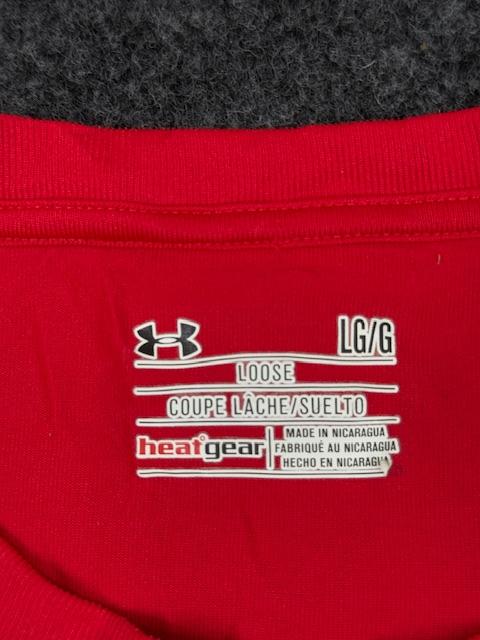 LG/G
LOOSE
COUPE LÂCHE/SUELTO
heatgear
MADE IN NICARAGUA
FABRIQUÉ AU NICARAGUA
HECHO EN NICARAGUA